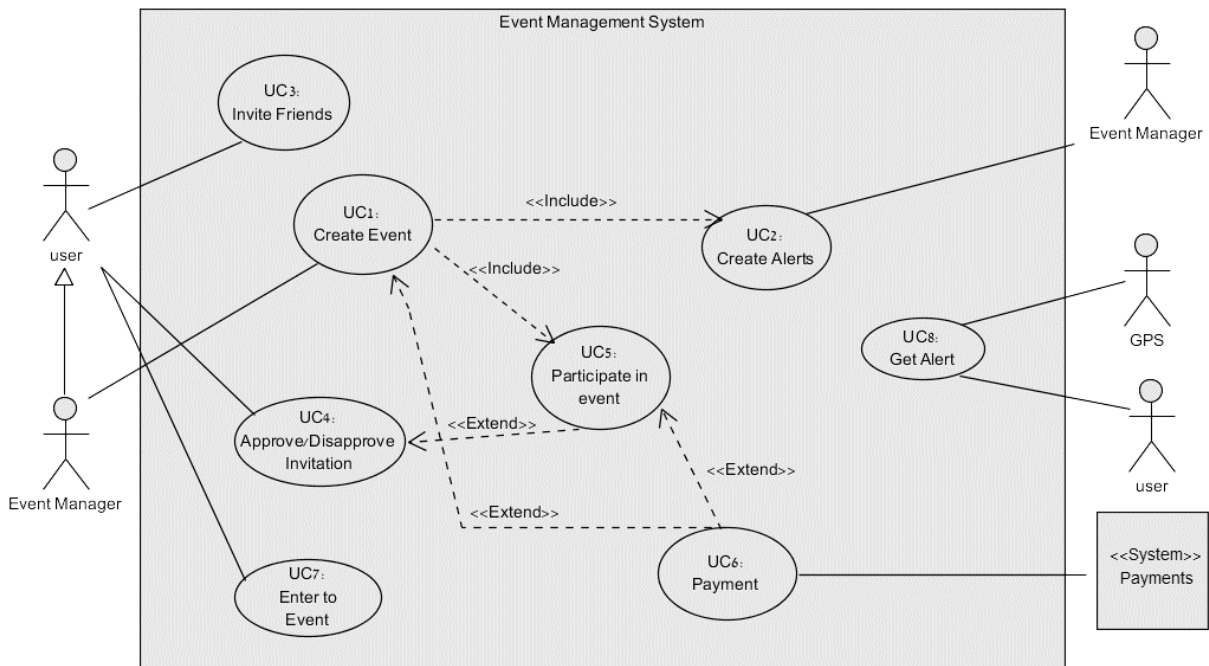 Event Management System
UC3:
Invite Friends
Event Manager
user
UC1:
Create Event
<<Include>>
UC2:
Create Alerts
<<Include>>
GPS
UC8:
Get Alert
UC5:
Participate in
event
user
Event Manager
UC4:
Approve/Disapprove
Invitation
<<Extend>>
<<Extend>>
<<Extend>>
UC6:
Payment
<<System>>
Payments
UC7:
Enter to
Event